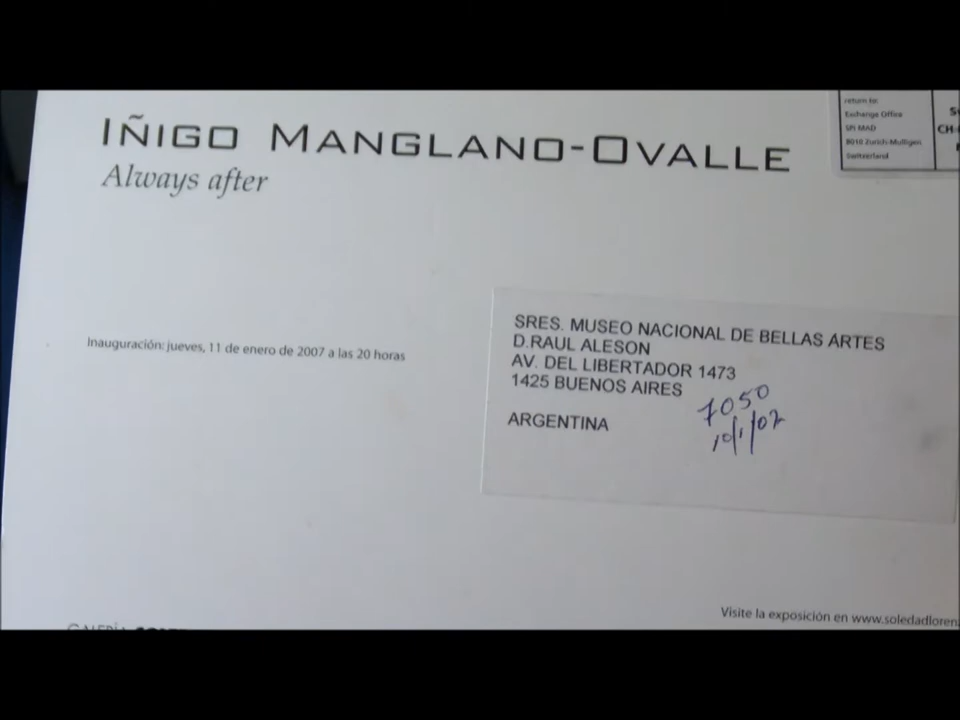 return to:
Exchange Office
SPI MAD
8010 Zurich-Mulligen
Switzerland
CH-
IÑIGO MANGLANO-OVALLE
Always after
Inauguración: jueves, 11 de enero de 2007 a las 20 horas
SRES. MUSEO NACIONAL DE BELLAS ARTES
D.RAUL ALESON
AV. DEL LIBERTADOR 1473
1425 BUENOS AIRES
ARGENTINA
7050
10/1/07
Visite la exposición en www.soledadloren